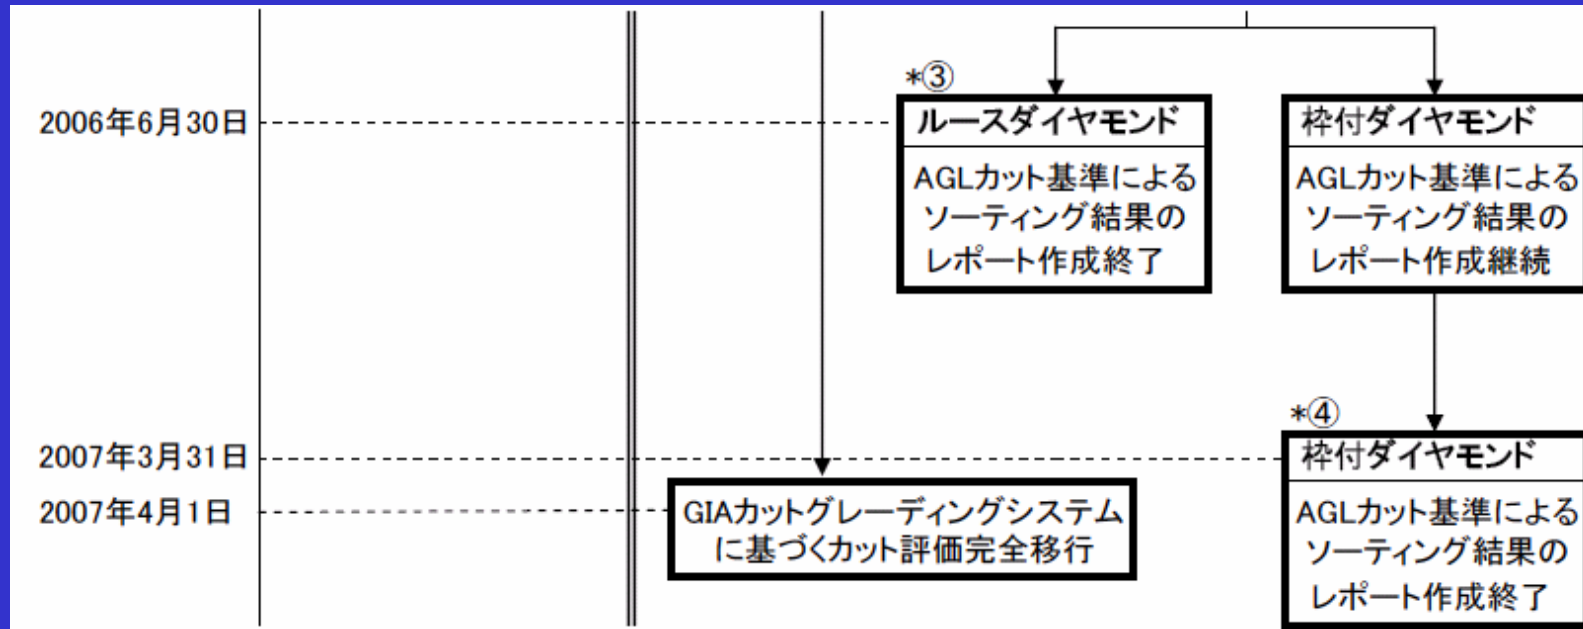 *③
2006年6月30日
ルースダイヤモンド
AGLカット基準による
ソーティング結果の
レポート作成終了
枠付ダイヤモンド
AGLカット基準による
ソーティング結果の
レポート作成継続
*④
2007年3月31日
枠付ダイヤモンド
AGLカット基準による
ソーティング結果の
レポート作成終了
2007年4月1日
GIAカットグレーディングシステム
に基づくカット評価完全移行